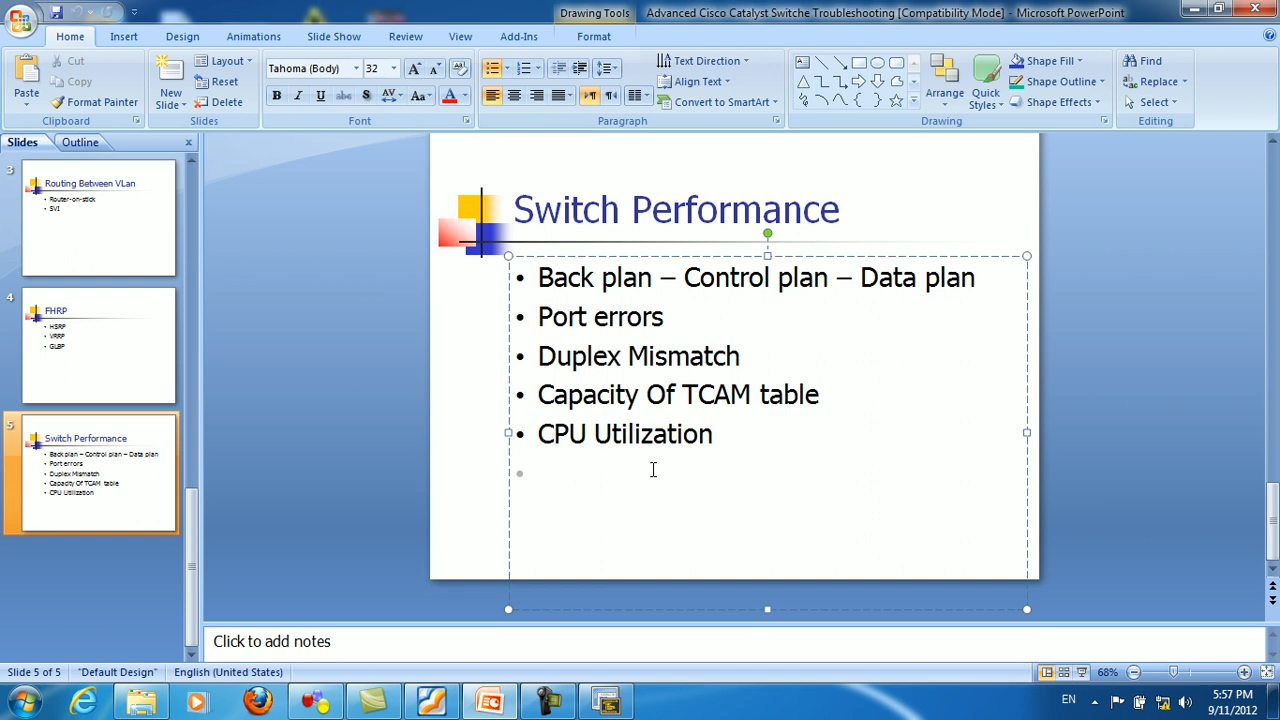 Drawing Tools
Advanced Cisco Catalyst Switche Troubleshooting [Compatibility Mode] - Microsoft PowerPoint
Home Insert Design Animations Slide Show Review View Add-Ins Format
Paste
Cut
Copy
Format Painter
Clipboard
New Slide
Layout
Reset
Delete
Slides
Tahoma (Body) 32
B I U S abc AV Aa A
Font
Text Direction
Align Text
Convert to SmartArt
Paragraph
Arrange
Quick Styles
Shape Fill
Shape Outline
Shape Effects
Drawing
Find
Replace
Select
Editing
Slides Outline
3
Routing Between VLan
• Router-on-stick
• SVI
4
FHRP
• HSRP
• VRRP
• GLBP
5
Switch Performance
• Back plan – Control plan – Data plan
• Port errors
• Duplex Mismatch
• Capacity Of TCAM table
• CPU Utilization
Switch Performance
• Back plan – Control plan – Data plan
• Port errors
• Duplex Mismatch
• Capacity Of TCAM table
• CPU Utilization
Click to add notes
Slide 5 of 5 "Default Design" English (United States) 68%
EN
5:57 PM
9/11/2012